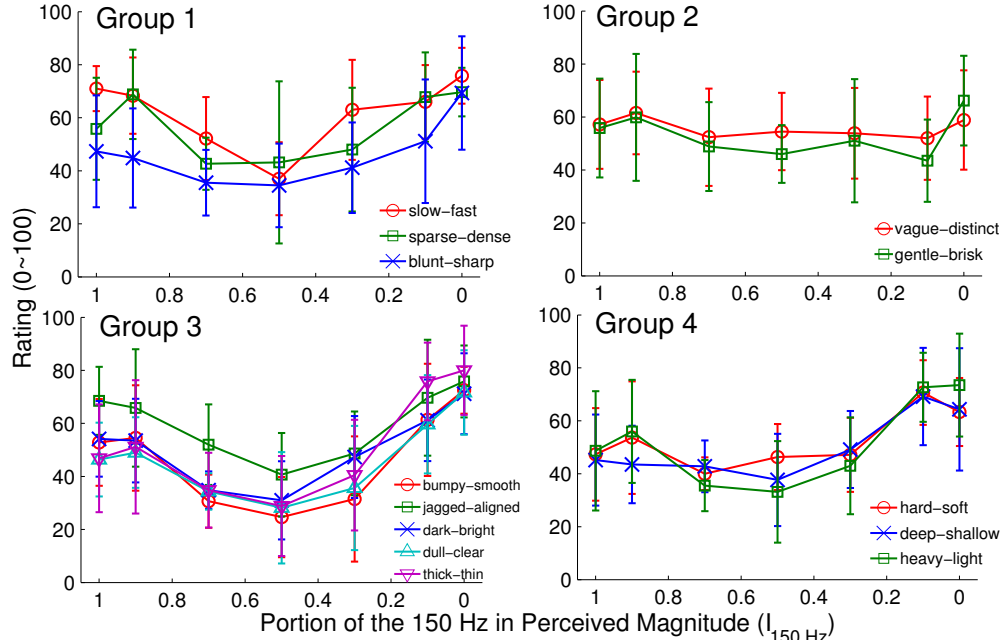 Group 1
100
80
60
40
20
0
1
0.8
0.6
0.4
0.2
0
slow−fast
sparse−dense
blunt−sharp
Group 2
100
80
60
40
20
0
1
0.8
0.6
0.4
0.2
0
vague−distinct
gentle−brisk
Rating (0~100)
Group 3
100
80
60
40
20
0
1
0.8
0.6
0.4
0.2
0
bumpy−smooth
jagged−aligned
dark−bright
dull−clear
thick−thin
Group 4
100
80
60
40
20
0
1
0.8
0.6
0.4
0.2
0
hard−soft
deep−shallow
heavy−light
Portion of the 150 Hz in Perceived Magnitude (I150 Hz)